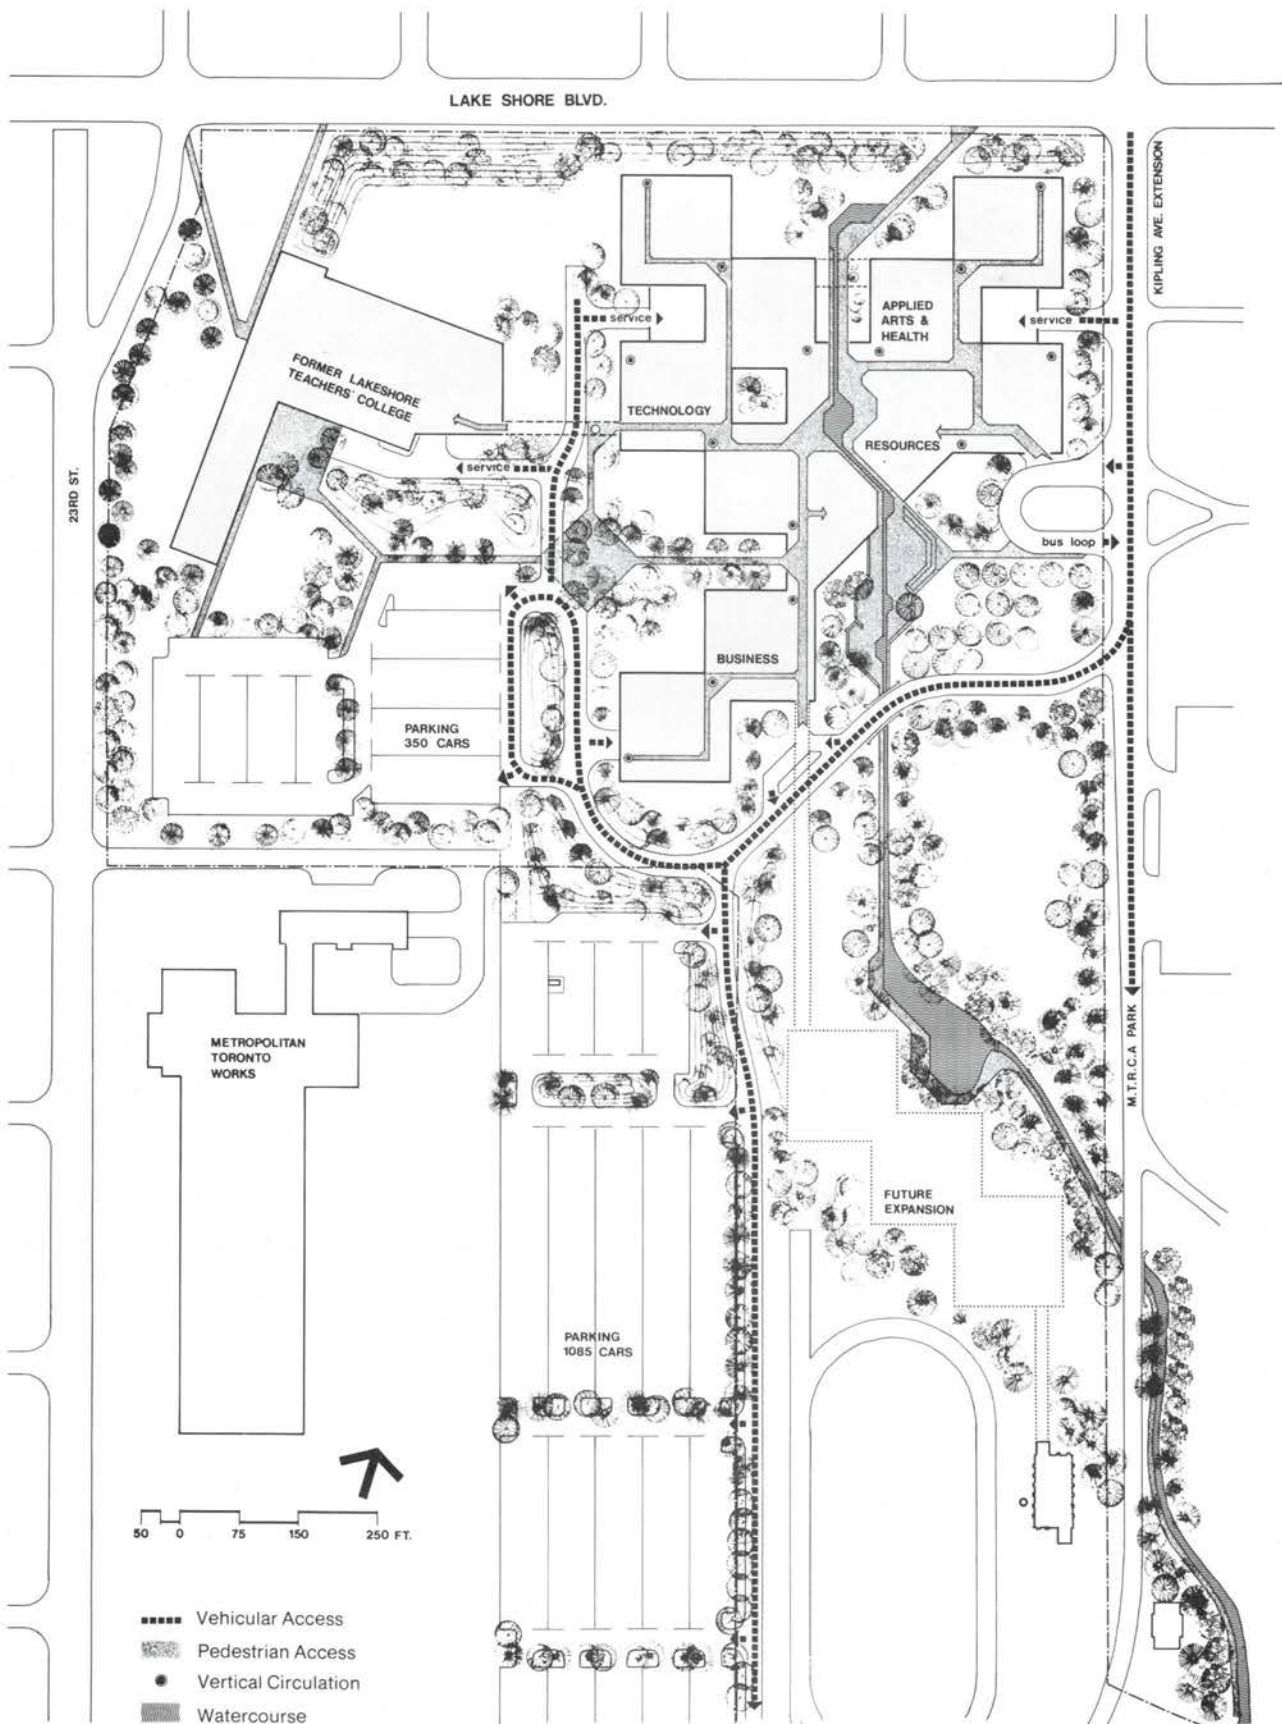 LAKE SHORE BLVD.
KIPLING AVE. EXTENSION
23RD ST.
APPLIED
ARTS &
HEALTH
service
service
FORMER LAKESHORE
TEACHERS' COLLEGE
TECHNOLOGY
RESOURCES
service
bus loop
BUSINESS
PARKING
350 CARS
M.T.R.C.A PARK
METROPOLITAN
TORONTO
WORKS
FUTURE
EXPANSION
PARKING
1085 CARS
50 0 75 150 250 FT.
Vehicular Access
Pedestrian Access
Vertical Circulation
Watercourse